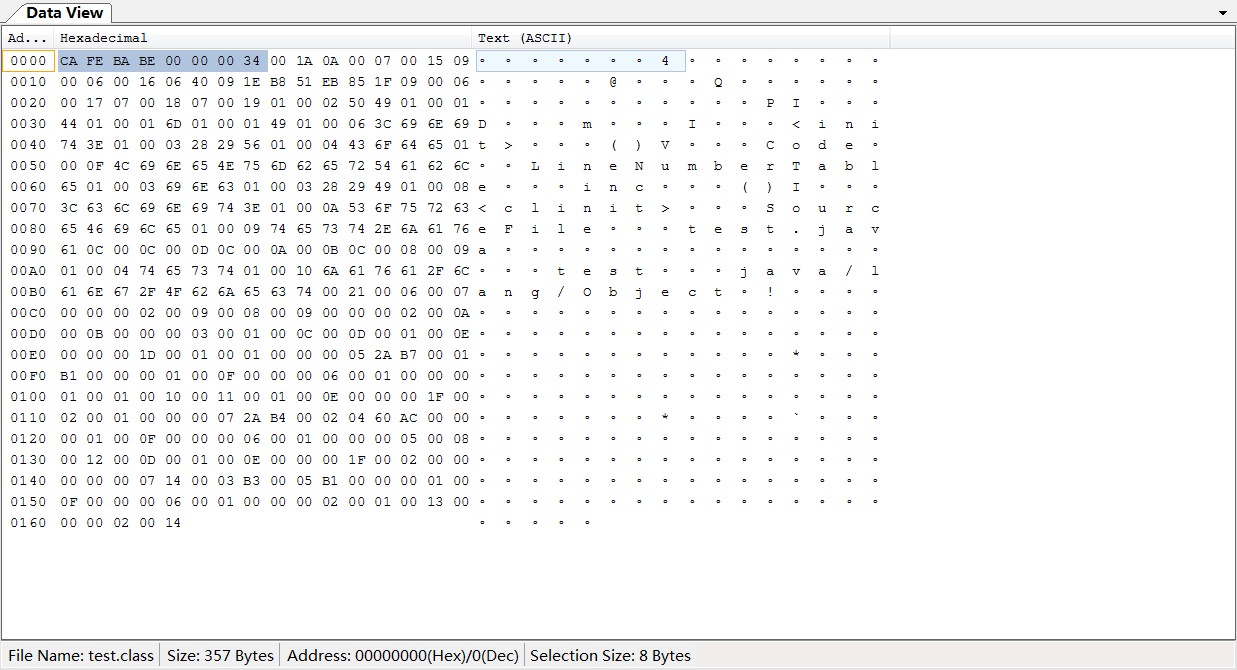 Data View
Ad... Hexadecimal Text (ASCII)
0000 CA FE BA BE 00 00 00 34 00 1A 0A 00 07 00 15 09 ∘ ∘ ∘ ∘ ∘ ∘ ∘ 4 ∘ ∘ ∘ ∘ ∘ ∘ ∘ ∘
0010 00 06 00 16 06 40 09 1E B8 51 EB 85 1F 09 00 06 ∘ ∘ ∘ ∘ ∘ @ ∘ ∘ ∘ Q ∘ ∘ ∘ ∘ ∘ ∘
0020 00 17 07 00 18 07 00 19 01 00 02 50 49 01 00 01 ∘ ∘ ∘ ∘ ∘ ∘ ∘ ∘ ∘ ∘ ∘ P I ∘ ∘ ∘
0030 44 01 00 01 6D 01 00 01 49 01 00 06 3C 69 6E 69 D ∘ ∘ ∘ m ∘ ∘ ∘ I ∘ ∘ ∘ < i n i
0040 74 3E 01 00 03 28 29 56 01 00 04 43 6F 64 65 01 t > ∘ ∘ ∘ ( ) V ∘ ∘ ∘ C o d e ∘
0050 00 0F 4C 69 6E 65 4E 75 6D 62 65 72 54 61 62 6C ∘ ∘ L i n e N u m b e r T a b l
0060 65 01 00 03 69 6E 63 01 00 03 28 29 49 01 00 08 e ∘ ∘ ∘ i n c ∘ ∘ ∘ ( ) I ∘ ∘ ∘
0070 3C 63 6C 69 6E 69 74 3E 01 00 0A 53 6F 75 72 63 < c l i n i t > ∘ ∘ ∘ S o u r c
0080 65 46 69 6C 65 01 00 09 74 65 73 74 2E 6A 61 76 e F i l e ∘ ∘ ∘ t e s t . j a v
0090 61 0C 00 0C 00 0D 0C 00 0A 00 0B 0C 00 08 00 09 a ∘ ∘ ∘ ∘ ∘ ∘ ∘ ∘ ∘ ∘ ∘ ∘ ∘ ∘ ∘
00A0 01 00 04 74 65 73 74 01 00 10 6A 61 76 61 2F 6C ∘ ∘ ∘ t e s t ∘ ∘ ∘ j a v a / l
00B0 61 6E 67 2F 4F 62 6A 65 63 74 00 21 00 06 00 07 a n g / O b j e c t ∘ ! ∘ ∘ ∘ ∘
00C0 00 00 00 02 00 09 00 08 00 09 00 00 00 02 00 0A ∘ ∘ ∘ ∘ ∘ ∘ ∘ ∘ ∘ ∘ ∘ ∘ ∘ ∘ ∘ ∘
00D0 00 0B 00 00 00 03 00 01 00 0C 00 0D 00 01 00 0E ∘ ∘ ∘ ∘ ∘ ∘ ∘ ∘ ∘ ∘ ∘ ∘ ∘ ∘ ∘ ∘
00E0 00 00 00 1D 00 01 00 01 00 00 00 05 2A B7 00 01 ∘ ∘ ∘ ∘ ∘ ∘ ∘ ∘ ∘ ∘ ∘ ∘ * ∘ ∘ ∘
00F0 B1 00 00 00 01 00 0F 00 00 00 06 00 01 00 00 00 ∘ ∘ ∘ ∘ ∘ ∘ ∘ ∘ ∘ ∘ ∘ ∘ ∘ ∘ ∘ ∘
0100 01 00 01 00 10 00 11 00 01 00 0E 00 00 00 1F 00 ∘ ∘ ∘ ∘ ∘ ∘ ∘ ∘ ∘ ∘ ∘ ∘ ∘ ∘ ∘ ∘
0110 02 00 01 00 00 00 07 2A B4 00 02 04 60 AC 00 00 ∘ ∘ ∘ ∘ ∘ ∘ ∘ * ∘ ∘ ∘ ∘ ` ∘ ∘ ∘
0120 00 01 00 0F 00 00 00 06 00 01 00 00 00 05 00 08 ∘ ∘ ∘ ∘ ∘ ∘ ∘ ∘ ∘ ∘ ∘ ∘ ∘ ∘ ∘ ∘
0130 00 12 00 0D 00 01 00 0E 00 00 00 1F 00 02 00 00 ∘ ∘ ∘ ∘ ∘ ∘ ∘ ∘ ∘ ∘ ∘ ∘ ∘ ∘ ∘ ∘
0140 00 00 00 07 14 00 03 B3 00 05 B1 00 00 00 01 00 ∘ ∘ ∘ ∘ ∘ ∘ ∘ ∘ ∘ ∘ ∘ ∘ ∘ ∘ ∘ ∘
0150 0F 00 00 00 06 00 01 00 00 00 02 00 01 00 13 00 ∘ ∘ ∘ ∘ ∘ ∘ ∘ ∘ ∘ ∘ ∘ ∘ ∘ ∘ ∘ ∘
0160 00 00 02 00 14 ∘ ∘ ∘ ∘ ∘
File Name: test.class Size: 357 Bytes Address: 00000000(Hex)/0(Dec) Selection Size: 8 Bytes